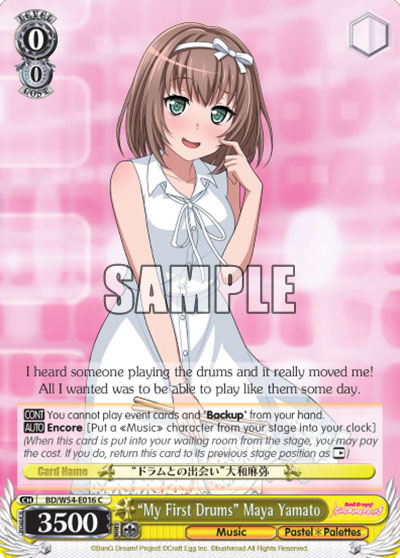 LEVEL
0
0
COST
SAMPLE
I heard someone playing the drums and it really moved me!
All I wanted was to be able to play like them some day.
CONT You cannot play event cards and "Backup" from your hand.
AUTO Encore [Put a «Music» character from your stage into your clock]
(When this card is put into your waiting room from the stage, you may pay
the cost. If you do, return this card to its previous stage position as
Card Name
“ドラムとの出会い”大和麻弥
CH BD/W54-E016 C
POWER 3500
“My First Drums” Maya Yamato
Music
Pastel*Palettes
©BanG Dream! Project ©Craft Egg Inc. ©bushiroad All Rights Reserved.